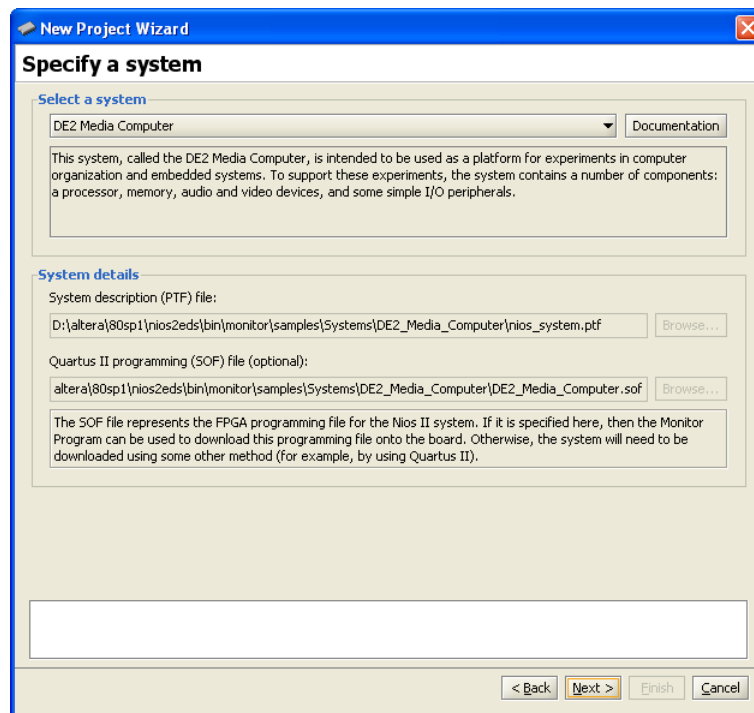 New Project Wizard
Specify a system
Select a system
DE2 Media Computer
Documentation
This system, called the DE2 Media Computer, is intended to be used as a platform for experiments in computer
organization and embedded systems. To support these experiments, the system contains a number of components:
a processor, memory, audio and video devices, and some simple I/O peripherals.
System details
System description (PTF) file:
D:\altera\80sp1\nios2eds\bin\monitor\samples\Systems\DE2_Media_Computer\nios_system.ptf
Browse...
Quartus II programming (SOF) file (optional):
altera\80sp1\nios2eds\bin\monitor\samples\Systems\DE2_Media_Computer\DE2_Media_Computer.sof
Browse...
The SOF file represents the FPGA programming file for the Nios II system. If it is specified here, then the Monitor
Program can be used to download this programming file onto the board. Otherwise, the system will need to be
downloaded using some other method (for example, by using Quartus II).
< Back Next > Finish Cancel